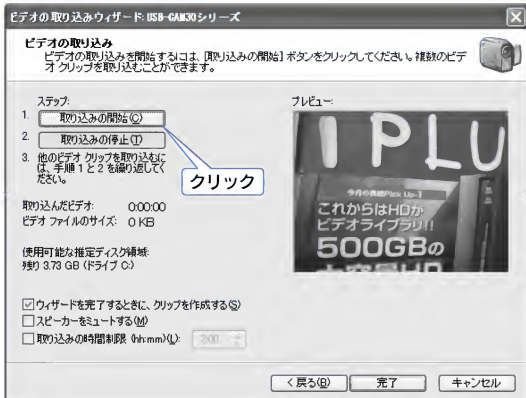 ビデオの取り込みウィザード: USB-CAM30シリーズ
ビデオの取り込み
ビデオの取り込みを開始するには、[取り込みの開始] ボタンをクリックしてください。複数のビデ
オ クリップを取り込むことができます。
ステップ:
1. 取り込みの開始(C)
2. 取り込みの停止(T)
3. 他のビデオ クリップを取り込むに
は、手順 1 と 2 を繰り返してく
ださい。
クリック
取り込んだビデオ: 0:00:00
ビデオ ファイルのサイズ: 0 KB
使用可能な推定ディスク領域:
残り 3.73 GB (ドライブ C:)
ウィザードを完了するときに、クリップを作成する(S)
スピーカーをミュートする(M)
取り込みの時間制限 (hh:mm)(L): 2:00
プレビュー:
I PLU
今月の表紙Pick Up-1
これからはHDが
ビデオライブラリ!!
500GBの
< 戻る(B)
完了
キャンセル